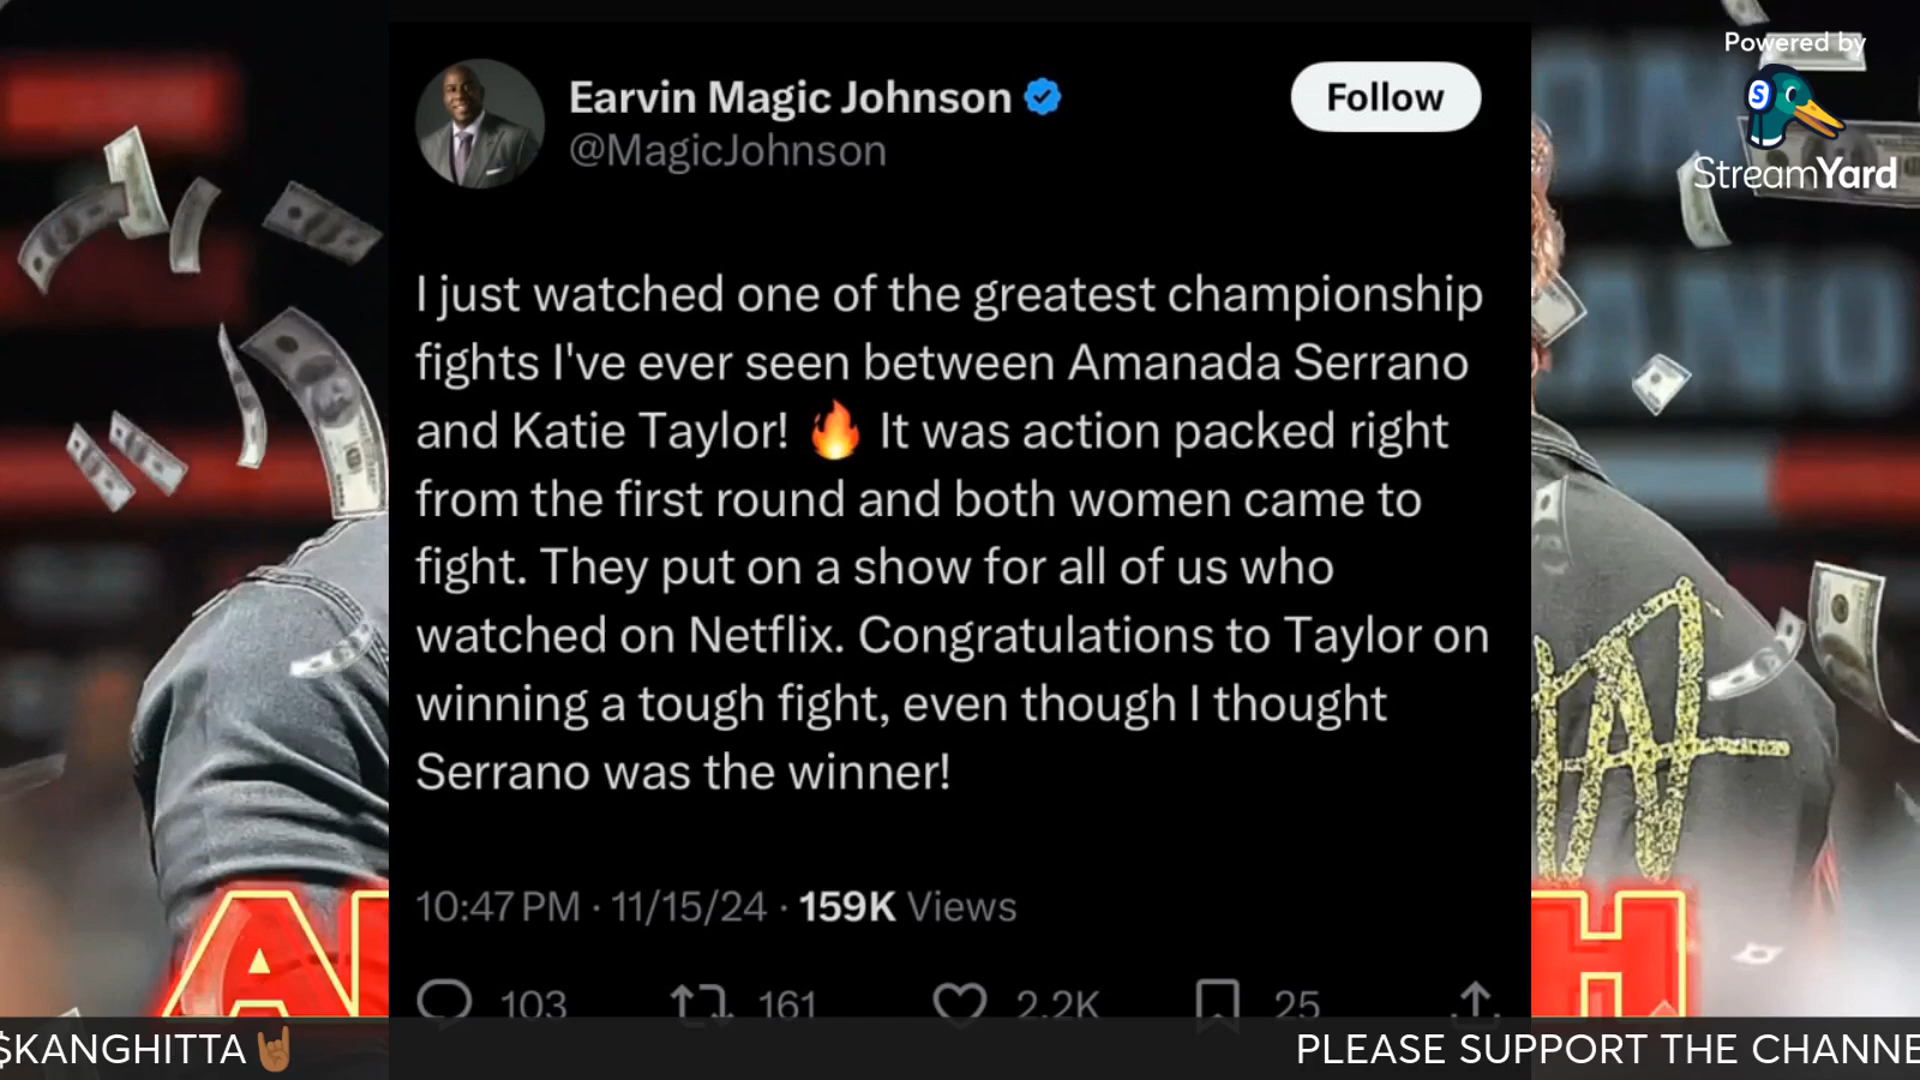 Powered by
StreamYard
Earvin Magic Johnson
@MagicJohnson
Follow
I just watched one of the greatest championship
fights I've ever seen between Amanada Serrano
and Katie Taylor! 🔥 It was action packed right
from the first round and both women came to
fight. They put on a show for all of us who
watched on Netflix. Congratulations to Taylor on
winning a tough fight, even though I thought
Serrano was the winner!
10:47 PM · 11/15/24 · 159K Views
103 161 2.2K 25
$KANGHITTA🤘🏾 PLEASE SUPPORT THE CHANNE